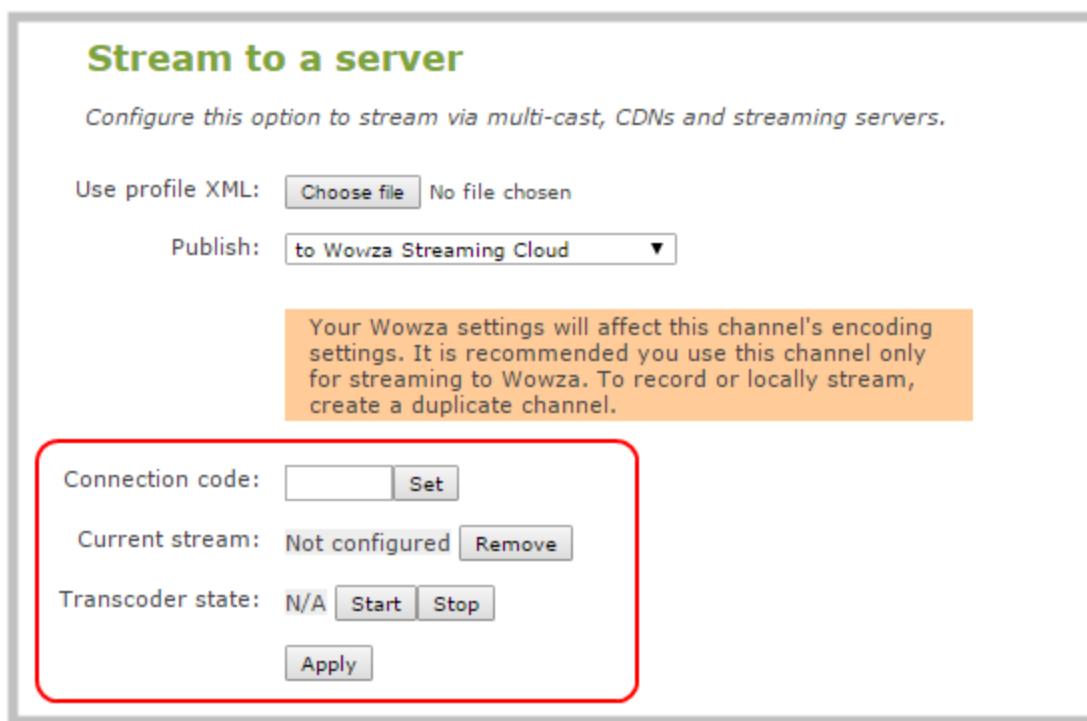 Stream to a server
Configure this option to stream via multi-cast, CDNs and streaming servers.
Use profile XML: Choose file No file chosen
Publish: to Wowza Streaming Cloud
Your Wowza settings will affect this channel's encoding
settings. It is recommended you use this channel only
for streaming to Wowza. To record or locally stream,
create a duplicate channel.
Connection code: Set
Current stream: Not configured Remove
Transcoder state: N/A Start Stop
Apply